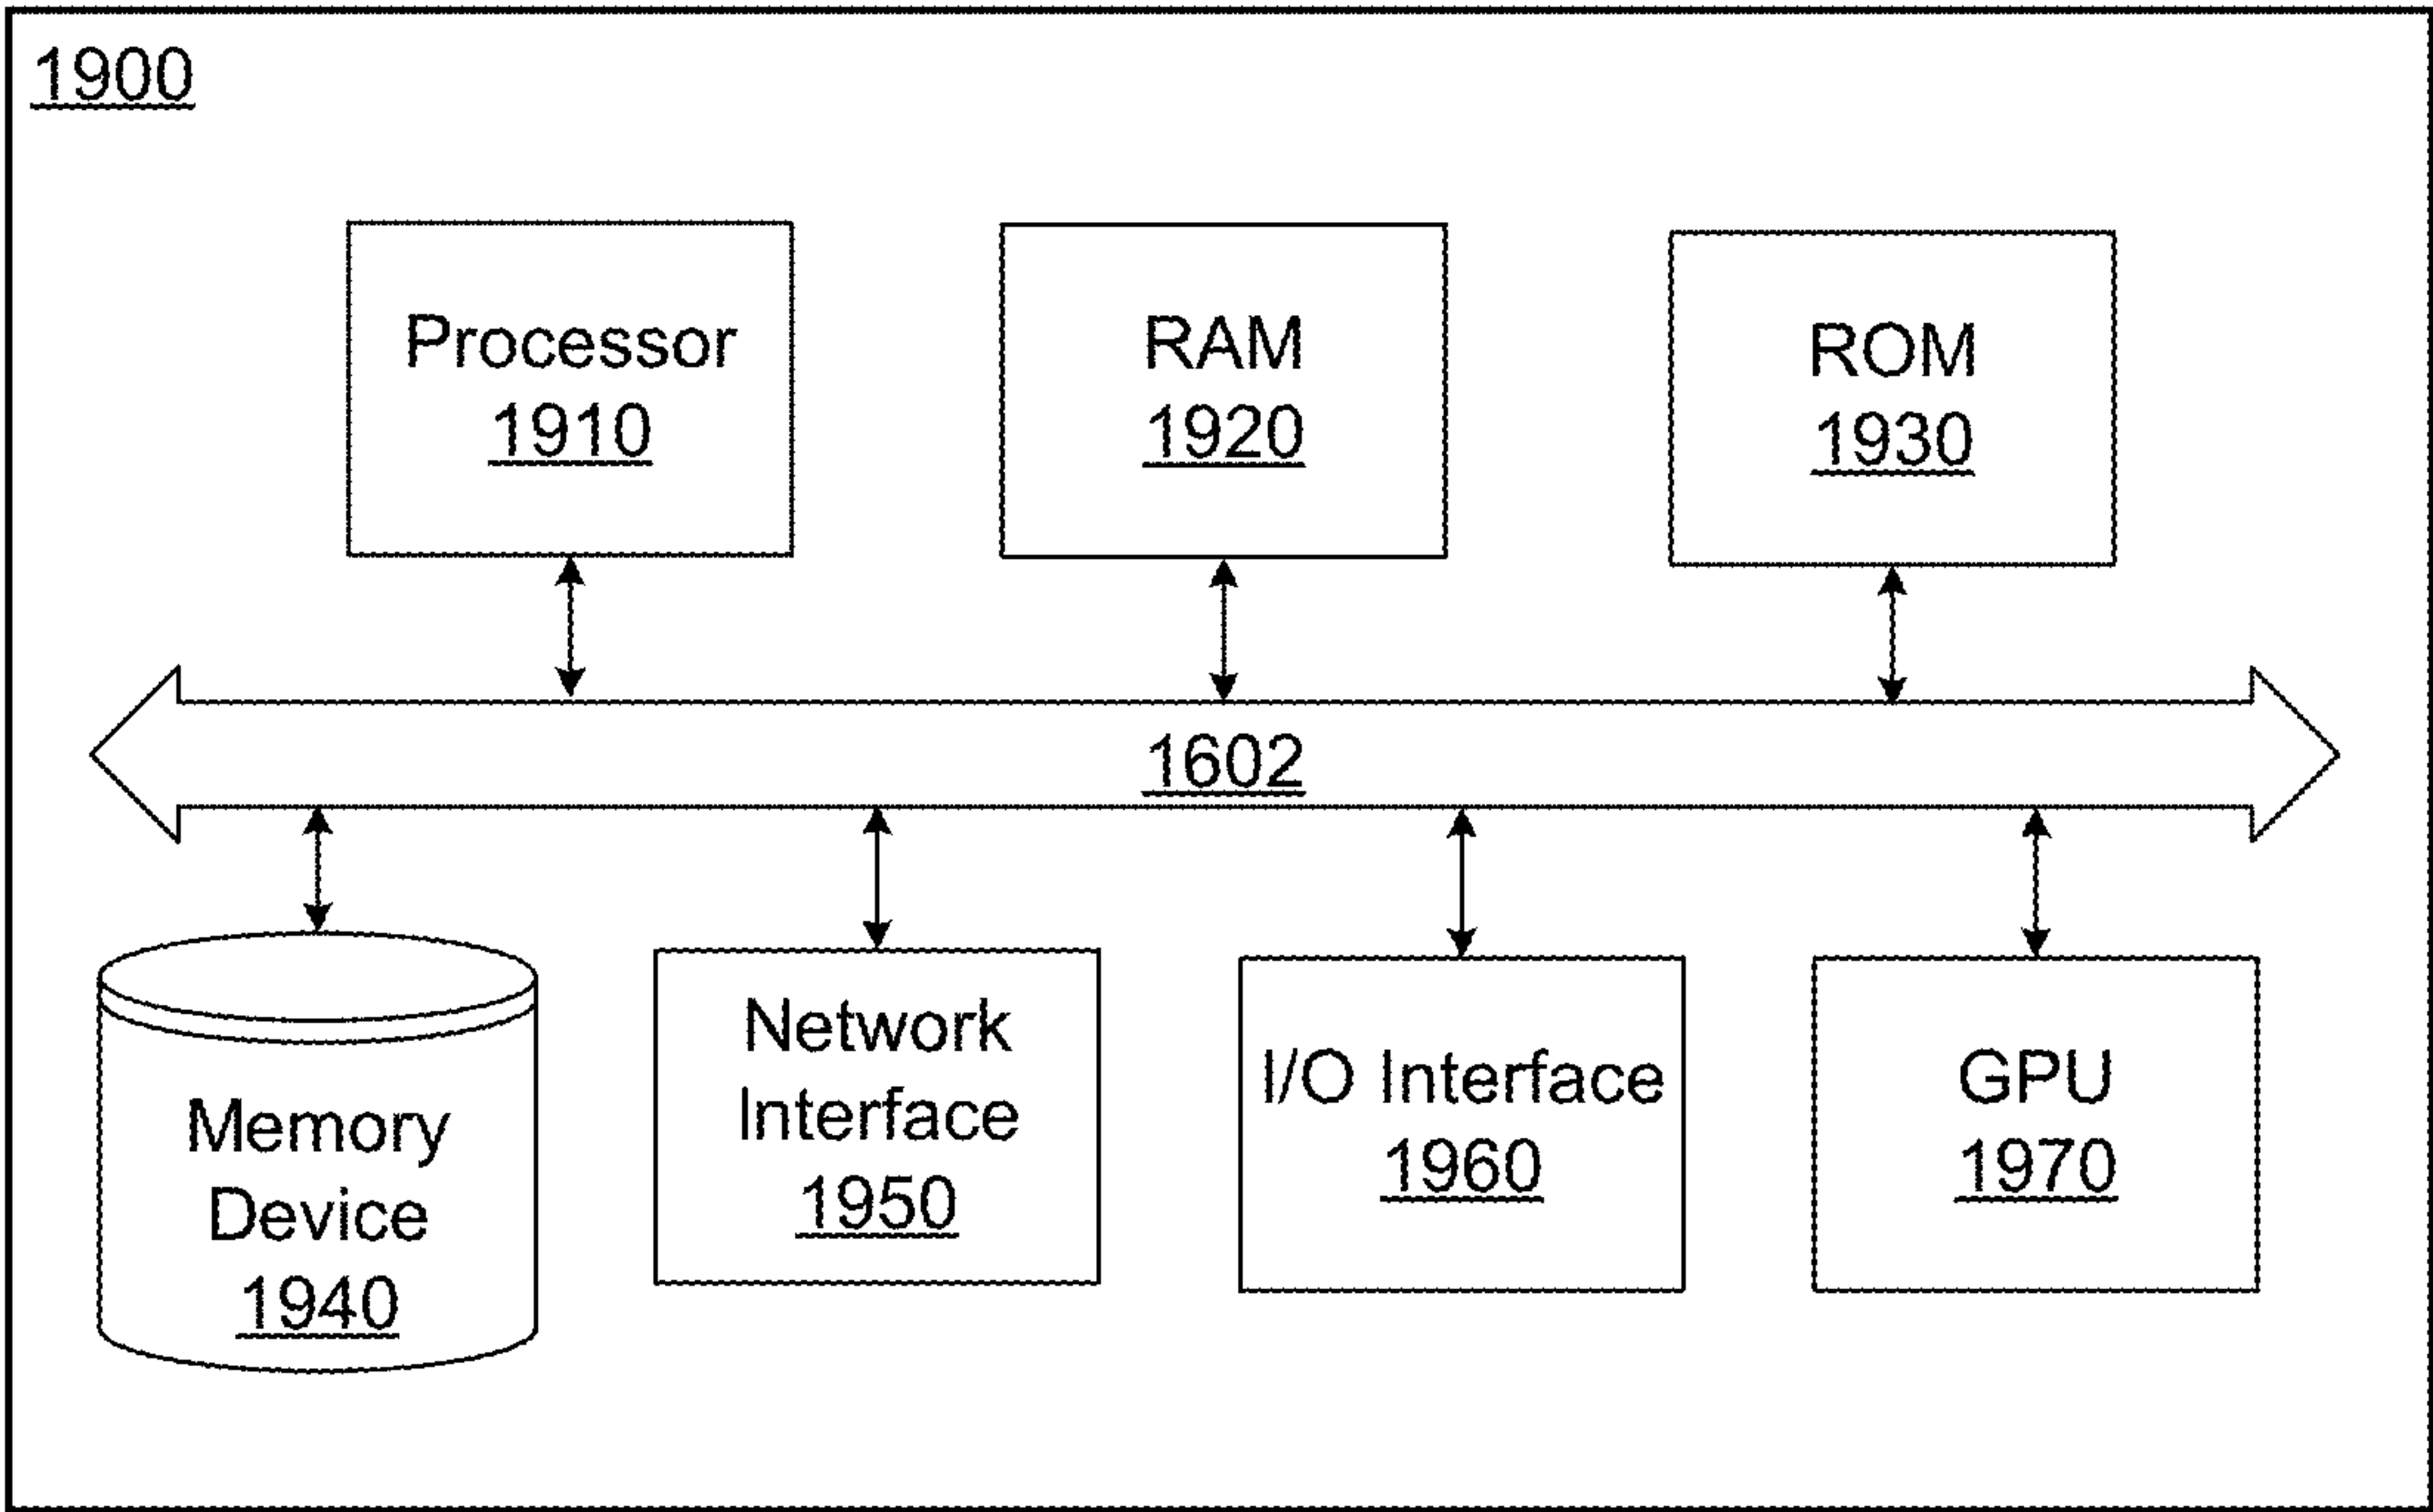 1900
Processor
1910
RAM
1920
ROM
1930
1602
Memory
Device
1940
Network
Interface
1950
I/O Interface
1960
GPU
1970